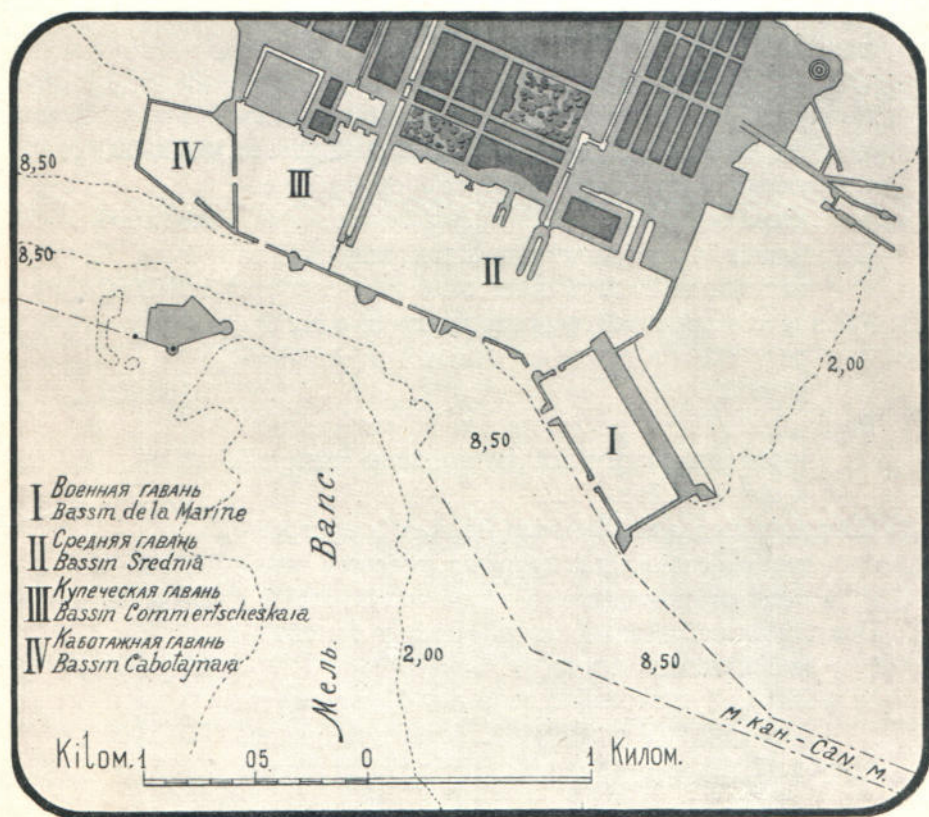 IV
III
8,50
8,50
II
2,00
8,50
I
I Военная гавань
Bassin de la Marine
II Средняя гавань
Bassin Srednia
III Купеческая гавань
Bassin Commertscheskaia
IV Каботажная гавань
Bassin Cabotajnaia
Мель. Ванс.
2,00
8,50
М. кан. - Can. M.
Kilom. 1 05 0 1 Килом.